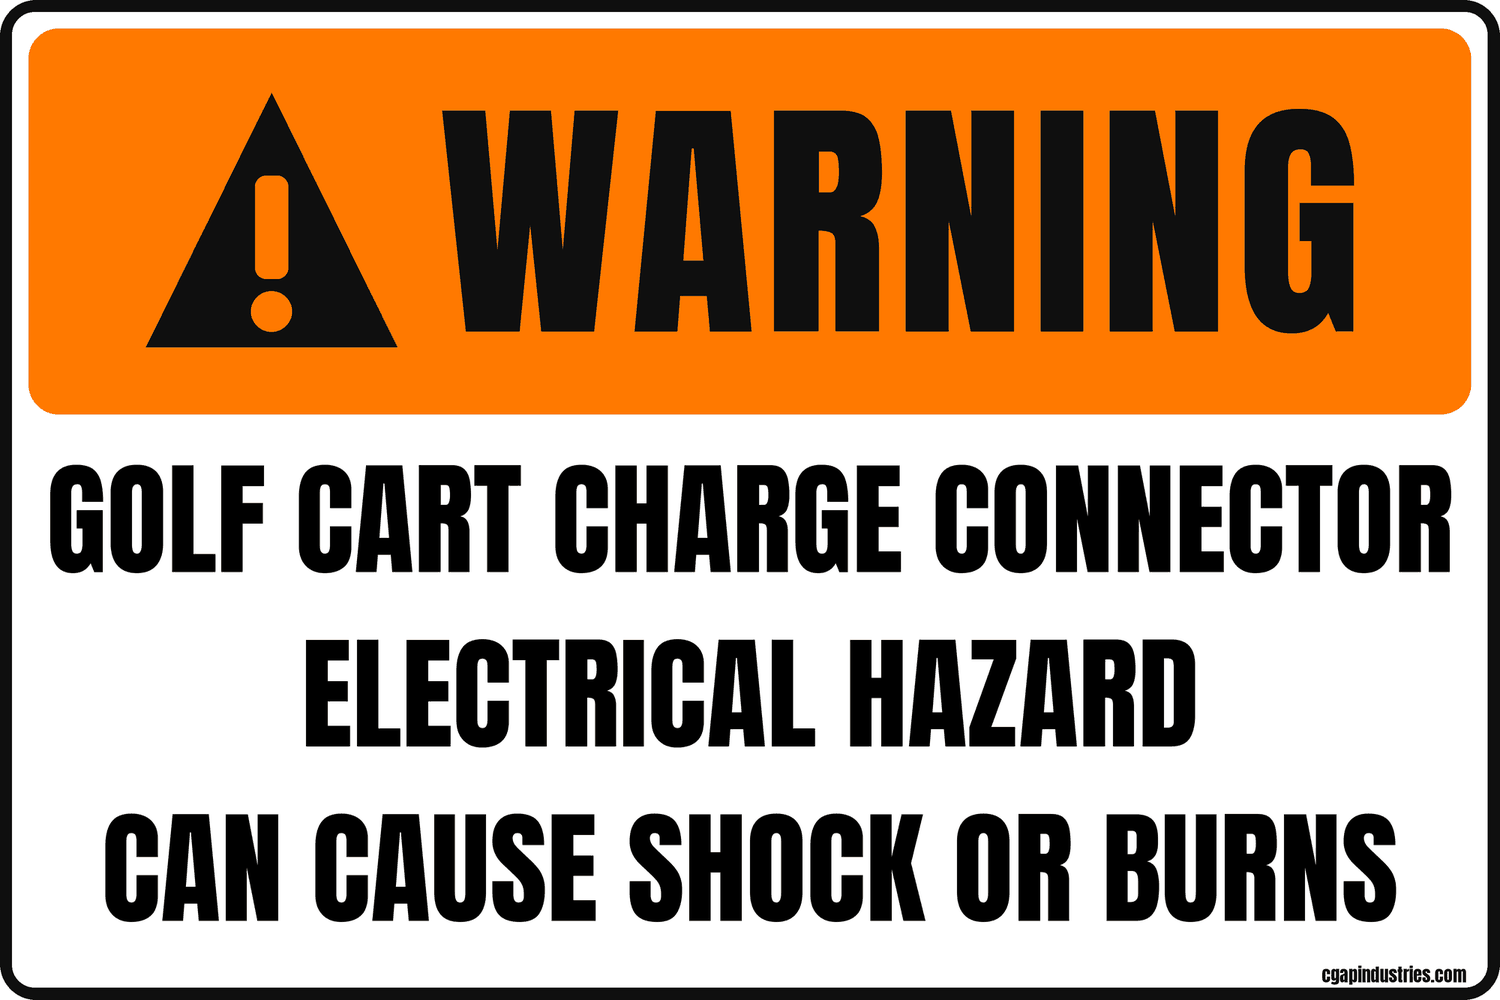 WARNING
GOLF CART CHARGE CONNECTOR
ELECTRICAL HAZARD
CAN CAUSE SHOCK OR BURNS
cgapindustries.com